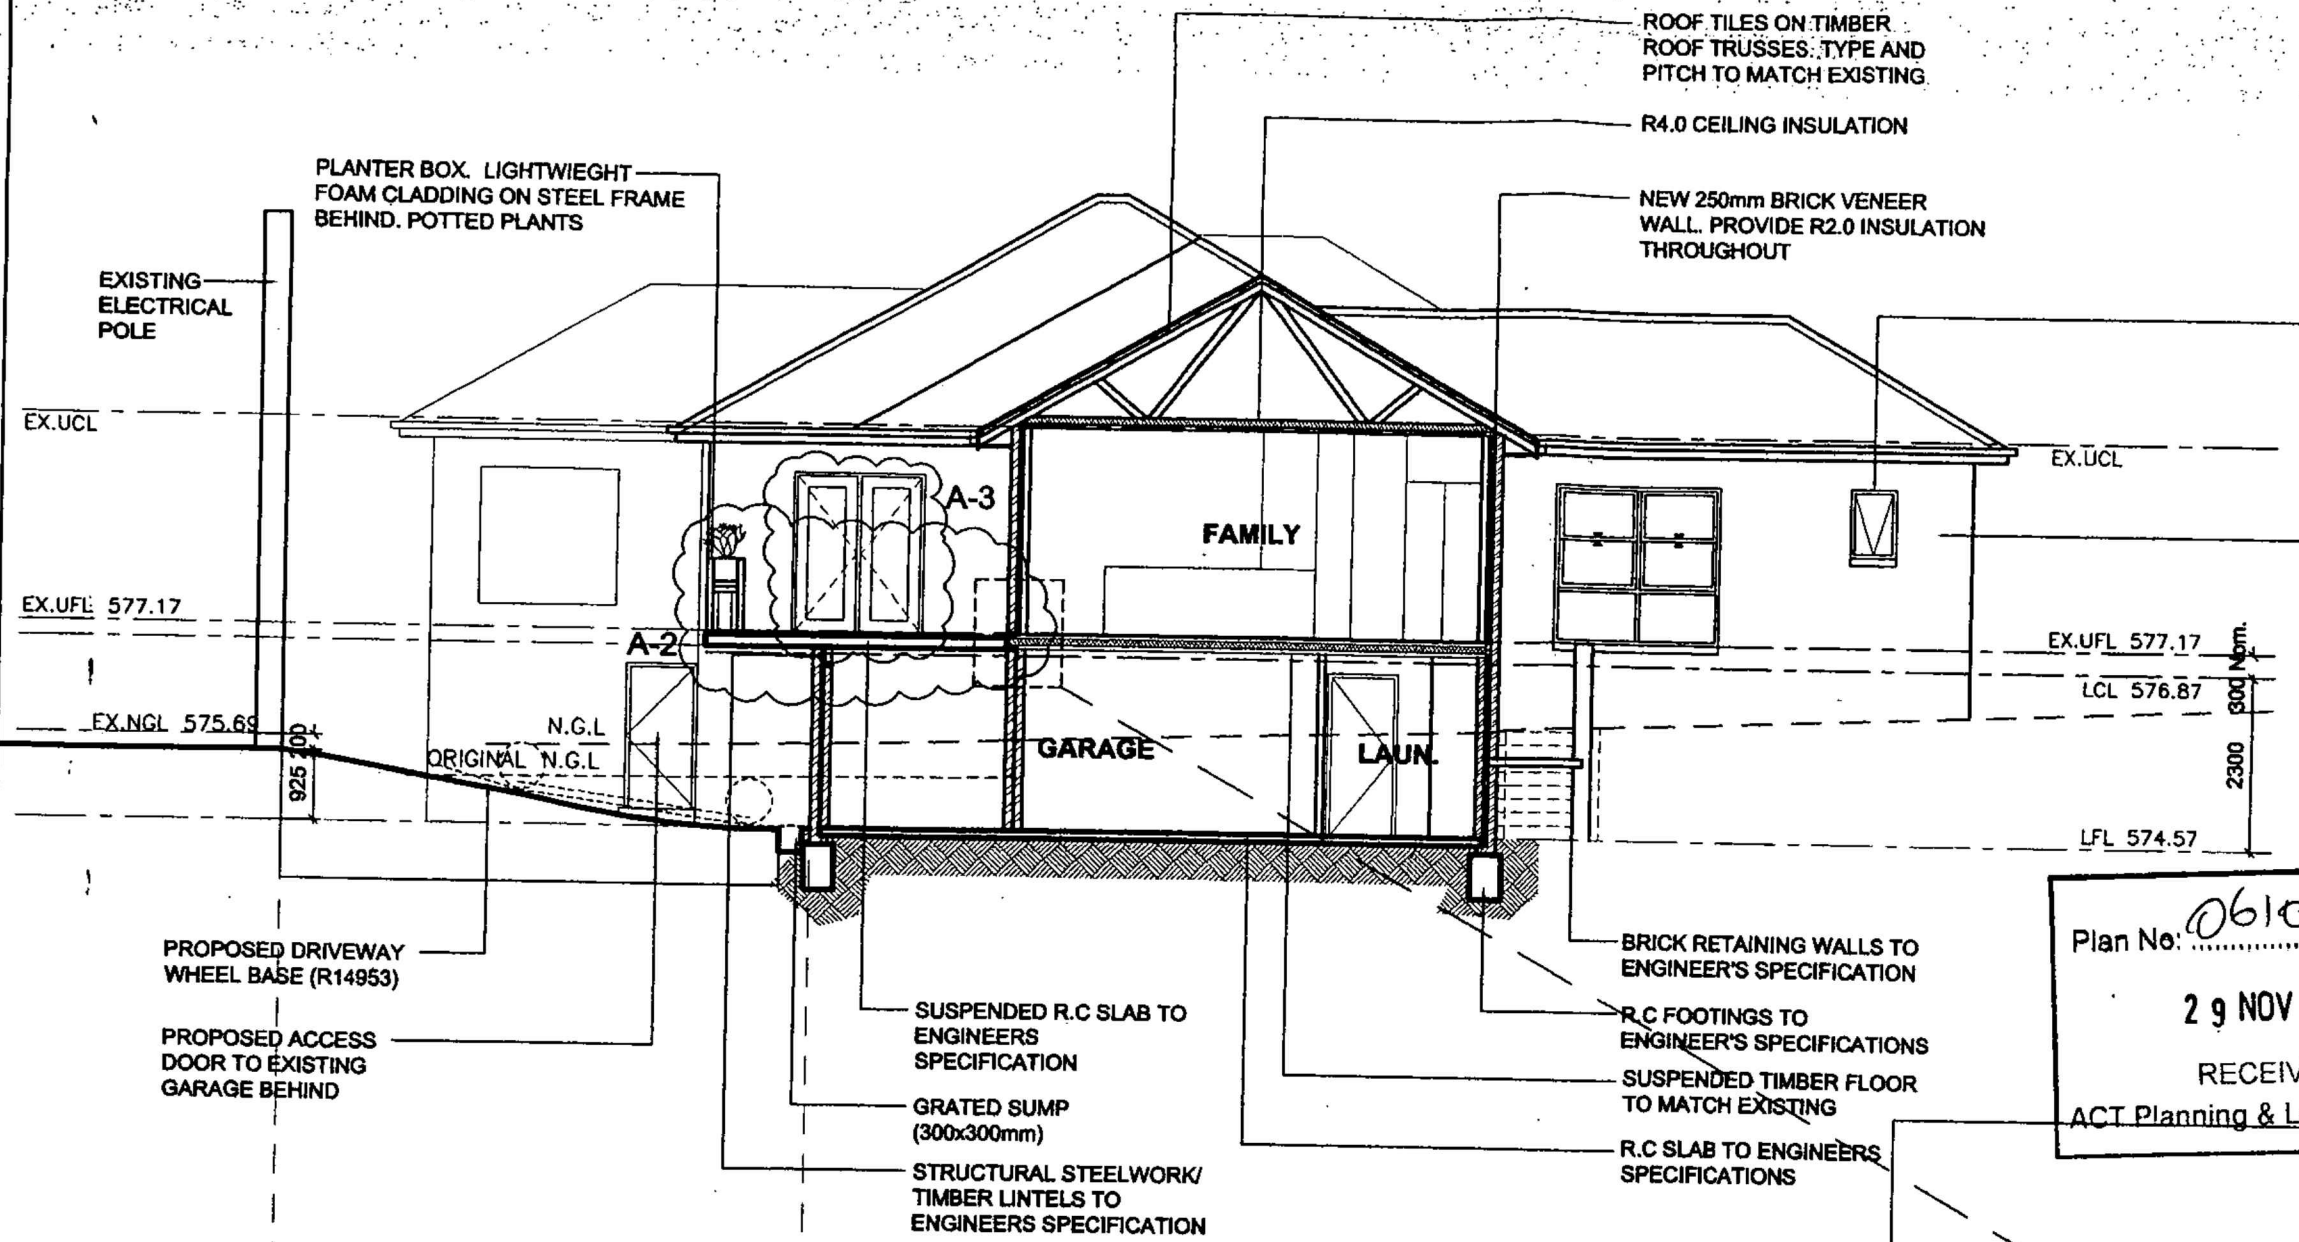 ROOF TILES ON TIMBER
ROOF TRUSSES. TYPE AND
PITCH TO MATCH EXISTING
R4.0 CEILING INSULATION
PLANTER BOX. LIGHTWIEGHT
FOAM CLADDING ON STEEL FRAME
BEHIND. POTTED PLANTS
NEW 250mm BRICK VENEER
WALL. PROVIDE R2.0 INSULATION
THROUGHOUT
EXISTING
ELECTRICAL
POLE
EX.UCL
EX.UCL
A-3
FAMILY
EX.UFL 577.17
A-2
EX.UFL 577.17
LCL 576.87
300 Nom.
2300
EX.NGL 575.69
N.G.L
ORIGINAL N.G.L
200
925
GARAGE
LAUN.
LFL 574.57
Plan No: 0610
29 NOV
RECEIV
ACT Planning & L
PROPOSED DRIVEWAY
WHEEL BASE (R14953)
PROPOSED ACCESS
DOOR TO EXISTING
GARAGE BEHIND
SUSPENDED R.C SLAB TO
ENGINEERS
SPECIFICATION
GRATED SUMP
(300x300mm)
STRUCTURAL STEELWORK/
TIMBER LINTELS TO
ENGINEERS SPECIFICATION
BRICK RETAINING WALLS TO
ENGINEER'S SPECIFICATION
R.C FOOTINGS TO
ENGINEER'S SPECIFICATIONS
SUSPENDED TIMBER FLOOR
TO MATCH EXISTING
R.C SLAB TO ENGINEERS
SPECIFICATIONS